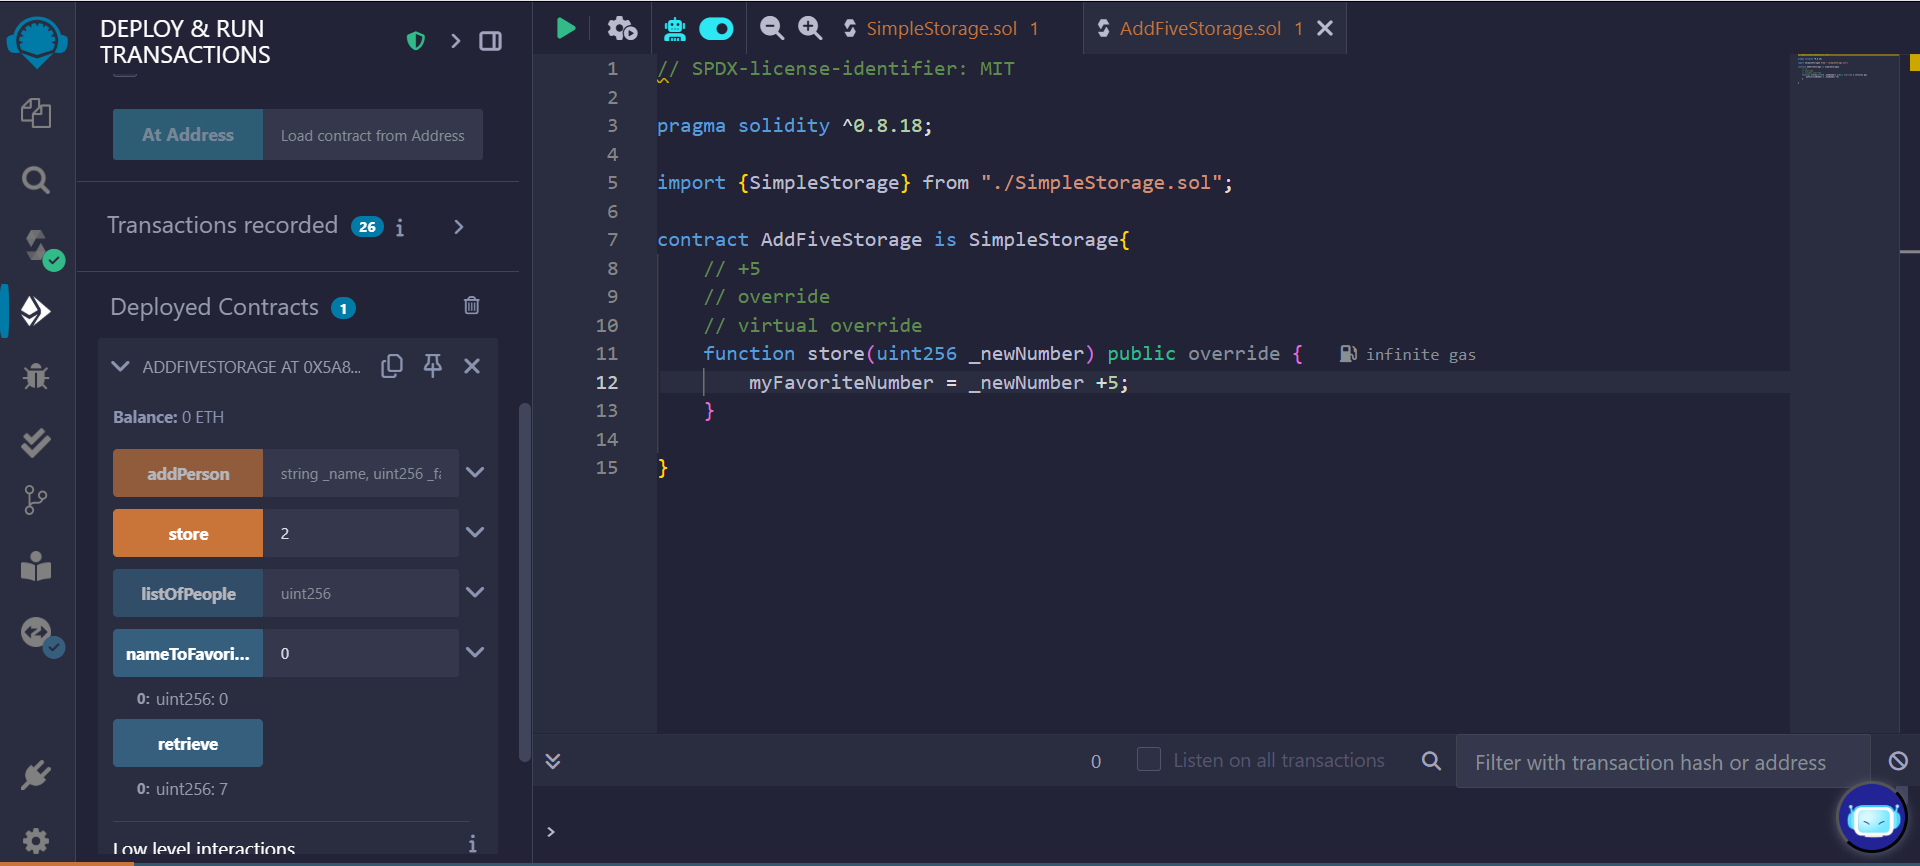 DEPLOY & RUN
TRANSACTIONS
At Address
Load contract from Address
Transactions recorded 26 i
Deployed Contracts 1
ADDFIVESTORAGE AT 0X5A8...
Balance: 0 ETH
addPerson
string _name, uint256 _fa
store
2
listOfPeople
uint256
nameToFavori...
0
0: uint256: 0
retrieve
0: uint256: 7
Low level interactions i
SimpleStorage.sol 1
AddFiveStorage.sol 1
1 // SPDX-license-identifier: MIT
2
3 pragma solidity ^0.8.18;
4
5 import {SimpleStorage} from "./SimpleStorage.sol";
6
7 contract AddFiveStorage is SimpleStorage{
8 // +5
9 // override
10 // virtual override
11 function store(uint256 _newNumber) public override { infinite gas
12 myFavoriteNumber = _newNumber +5;
13 }
14
15 }
0
Listen on all transactions
Filter with transaction hash or address
>